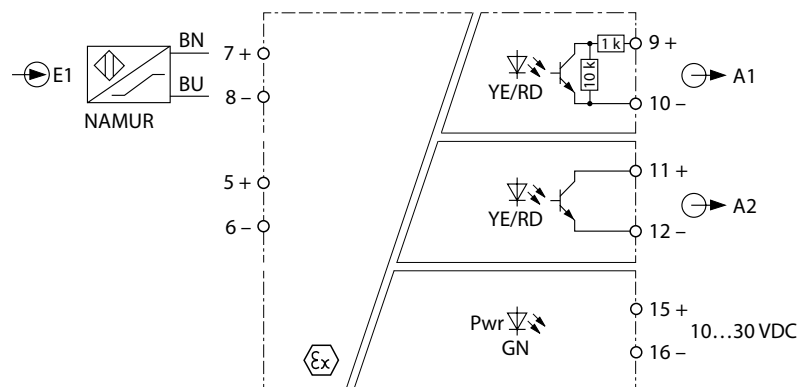 E1
BN
BU
NAMUR
7 +
8 –
5 +
6 –
1 k
10 k
YE/RD
9 +
10 –
A1
YE/RD
11 +
12 –
A2
Pwr
GN
15 +
16 –
10…30 VDC
Ex